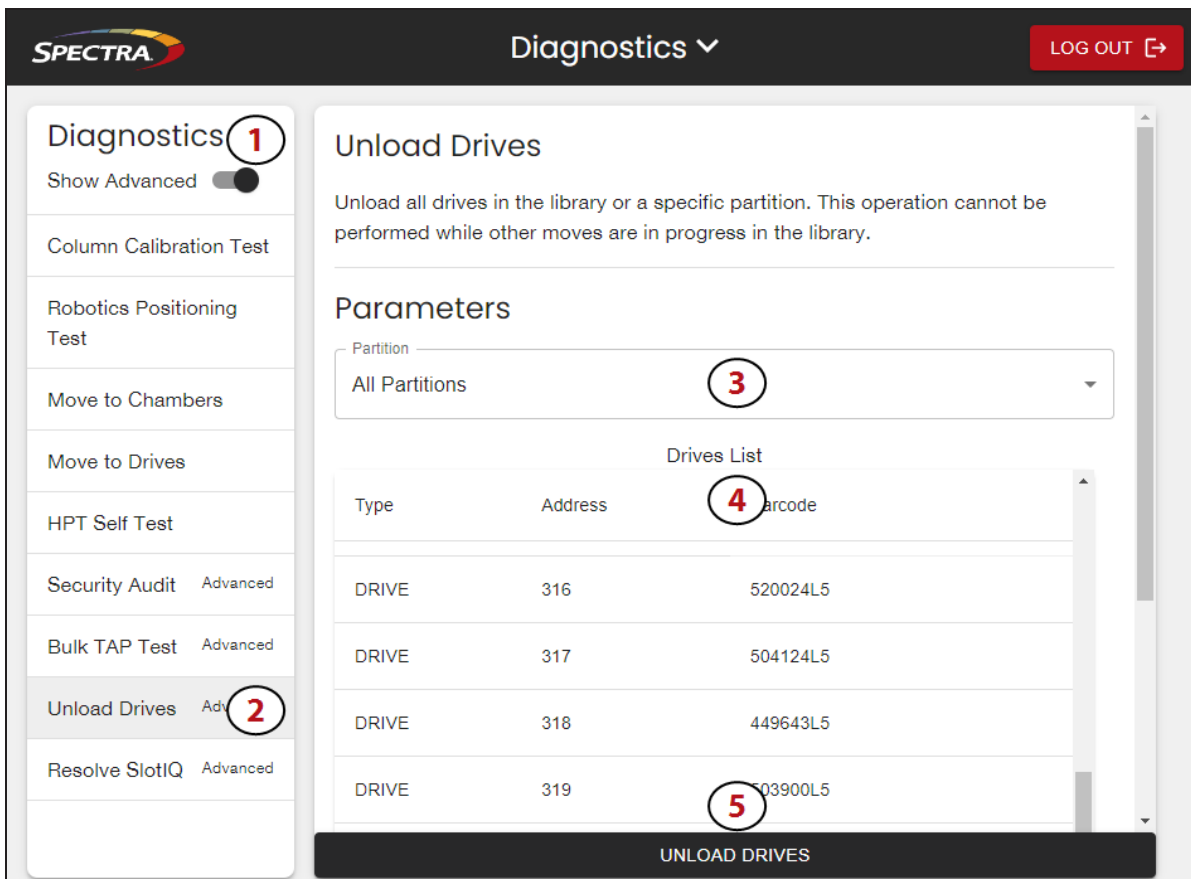 SPECTRA
Diagnostics
LOG OUT
Diagnostics
1
Show Advanced
Column Calibration Test
Robotics Positioning
Test
Move to Chambers
Move to Drives
HPT Self Test
Security Audit Advanced
Bulk TAP Test Advanced
Unload Drives
2
Resolve SlotIQ Advanced
Unload Drives
Unload all drives in the library or a specific partition. This operation cannot be
performed while other moves are in progress in the library.
Parameters
Partition
All Partitions
3
Drives List
Type Address
4
DRIVE 316 520024L5
DRIVE 317 504124L5
DRIVE 318 449643L5
DRIVE 319
5
UNLOAD DRIVES